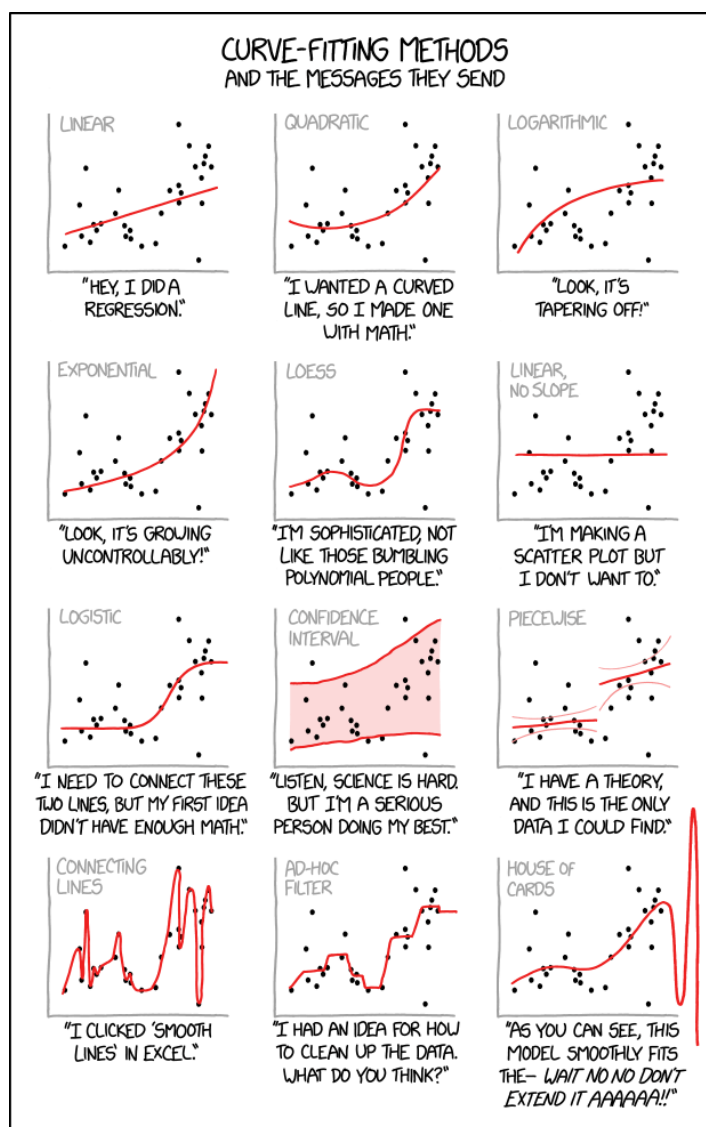 CURVE-FITTING METHODS
AND THE MESSAGES THEY SEND
LINEAR
"HEY, I DID A
REGRESSION."
QUADRATIC
"I WANTED A CURVED
LINE, SO I MADE ONE
WITH MATH."
LOGARITHMIC
"LOOK, IT'S
TAPERING OFF!"
EXPONENTIAL
"LOOK, IT'S GROWING
UNCONTROLLABLY!"
LOESS
"I'M SOPHISTICATED, NOT
LIKE THOSE BUMBLING
POLYNOMIAL PEOPLE."
LINEAR,
NO SLOPE
"I'M MAKING A
SCATTER PLOT BUT
I DON'T WANT TO."
LOGISTIC
"I NEED TO CONNECT THESE
TWO LINES, BUT MY FIRST IDEA
DIDN'T HAVE ENOUGH MATH."
CONFIDENCE
INTERVAL
"LISTEN, SCIENCE IS HARD.
BUT I'M A SERIOUS
PERSON DOING MY BEST."
PIECEWISE
"I HAVE A THEORY,
AND THIS IS THE ONLY
DATA I COULD FIND."
CONNECTING
LINES
"I CLICKED 'SMOOTH
LINES' IN EXCEL."
AD-HOC
FILTER
"I HAD AN IDEA FOR HOW
TO CLEAN UP THE DATA.
WHAT DO YOU THINK?"
HOUSE OF
CARDS
"AS YOU CAN SEE, THIS
MODEL SMOOTHLY FITS
THE- WAIT NO NO DON'T
EXTEND IT AAAAAA!!"